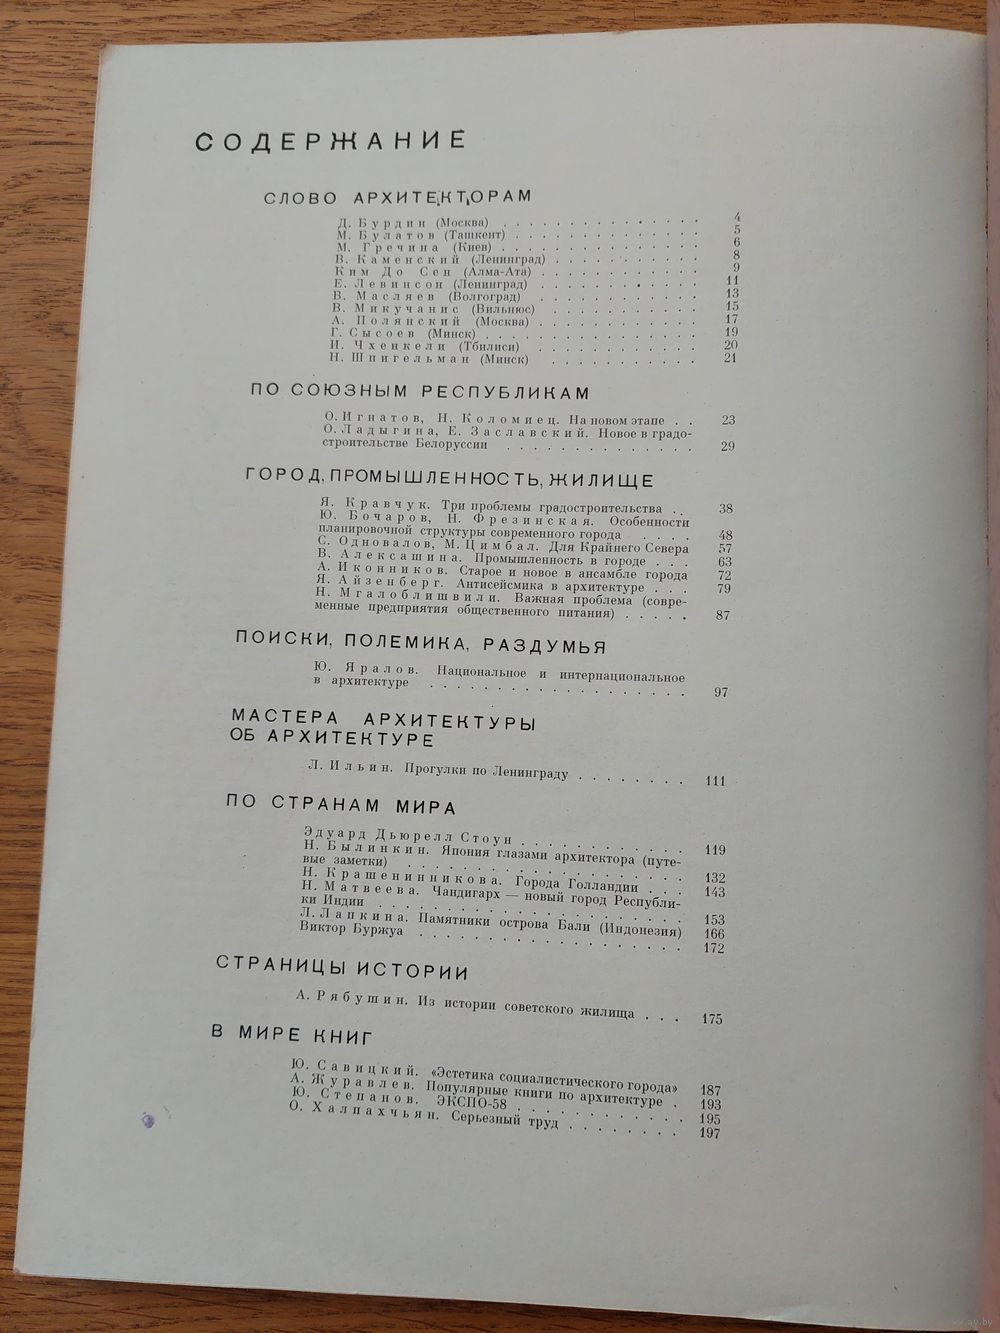 СОДЕРЖАНИЕ
СЛОВО АРХИТЕКТОРАМ
Д. Бурдин (Москва) . . . . . . . . . . . . . . . 4
М. Булатов (Ташкент) . . . . . . . . . . . . . . 5
М. Гречина (Киев) . . . . . . . . . . . . . . . 6
В. Каменский (Ленинград) . . . . . . . . . . . 8
Ким До Сен (Алма-Ата) . . . . . . . . . . . . 9
Е. Левинсон (Ленинград) . . . . . . . . . . . . 11
В. Масляев (Волгоград) . . . . . . . . . . . . 13
В. Микучанис (Вильнюс) . . . . . . . . . . . 15
А. Полянский (Москва) . . . . . . . . . . . . 17
Г. Сысоев (Минск) . . . . . . . . . . . . . . . 19
И. Чхенкели (Тбилиси) . . . . . . . . . . . . 20
Н. Шпигельман (Минск) . . . . . . . . . . . 21
ПО СОЮЗНЫМ РЕСПУБЛИКАМ
О. Игнатов, Н. Коломиец. На новом этапе . . 23
О. Ладыгина, Е. Заславский. Новое в градо-
строительстве Белоруссии . . . . . . . . . . . . . . 29
ГОРОД, ПРОМЫШЛЕННОСТЬ, ЖИЛИЩЕ
Я. Кравчук. Три проблемы градостроительства . . 38
Ю. Бочаров, Н. Фрезинская. Особенности
планировочной структуры современного города . . . . 48
С. Одновалов, М. Цимбал. Для Крайнего Севера 57
В. Алексашина. Промышленность в городе . . . 63
А. Иконников. Старое и новое в ансамбле города 72
Я. Айзенберг. Антисейсмика в архитектуре . . . 79
Н. Мгалоблишвили. Важная проблема (совре-
менные предприятия общественного питания) . . . . . 87
ПОИСКИ, ПОЛЕМИКА, РАЗДУМЬЯ
Ю. Яралов. Национальное и интернациональное
в архитектуре . . . . . . . . . . . . . . . . . . . 97
МАСТЕРА АРХИТЕКТУРЫ
ОБ АРХИТЕКТУРЕ
Л. Ильин. Прогулки по Ленинграду . . . . . . . . 111
ПО СТРАНАМ МИРА
Эдуард Дьюрелл Стоун . . . . . . . . . . . . 119
Н. Былинкин. Япония глазами архитектора (путе-
вые заметки) . . . . . . . . . . . . . . . . . . . . 132
Н. Крашенинникова. Города Голландии . . . 143
Н. Матвеева. Чандигарх — новый город Республи-
ки Индии . . . . . . . . . . . . . . . . . . . . . 153
Л. Лапкина. Памятники острова Бали (Индонезия) 166
Виктор Буржуа . . . . . . . . . . . . . . . . . . . 172
СТРАНИЦЫ ИСТОРИИ
А. Рябушин. Из истории советского жилища . . . 175
В МИРЕ КНИГ
Ю. Савицкий. «Эстетика социалистического города» 187
А. Журавлев. Популярные книги по архитектуре . 193
Ю. Степанов. ЭКСПО-58 . . . . . . . . . . . . 195
О. Халпахчьян. Серьезный труд . . . . . . . . 197
www.ay.by